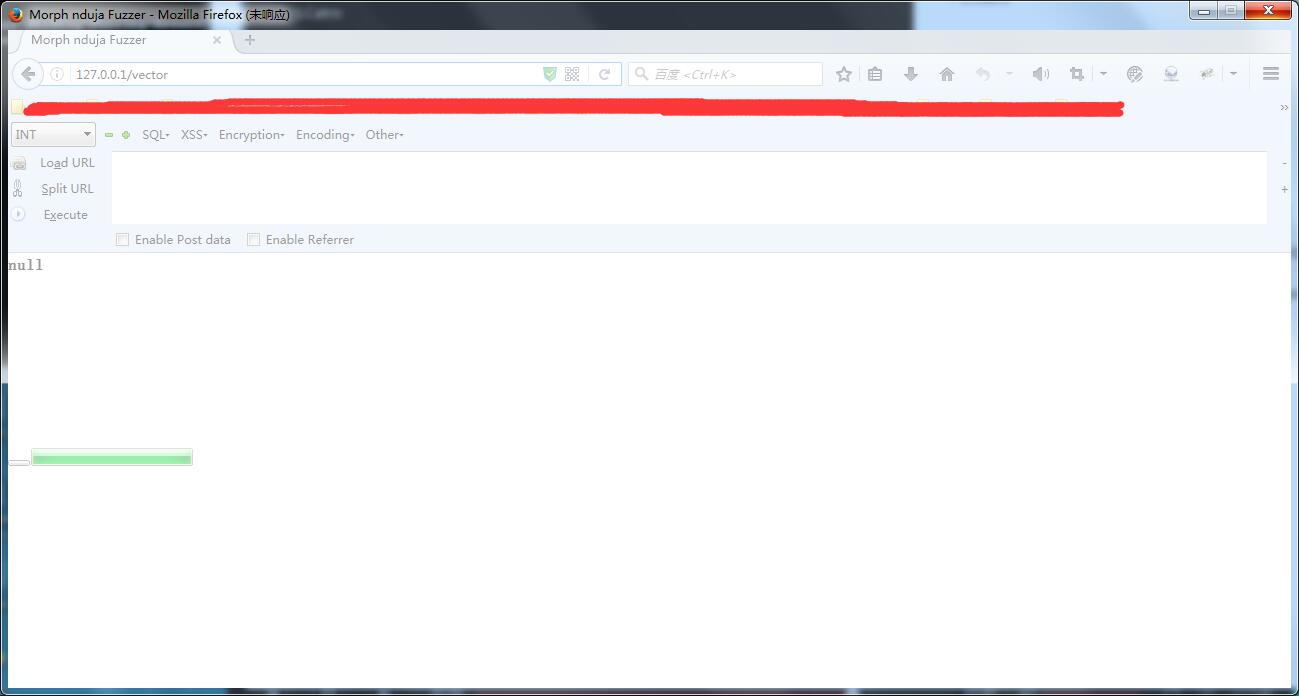 Morph nduja Fuzzer - Mozilla Firefox (未响应)
Morph nduja Fuzzer
127.0.0.1/vector
百度 <Ctrl+K>
INT SQL- XSS- Encryption- Encoding- Other-
Load URL
Split URL
Execute
Enable Post data Enable Referrer
null